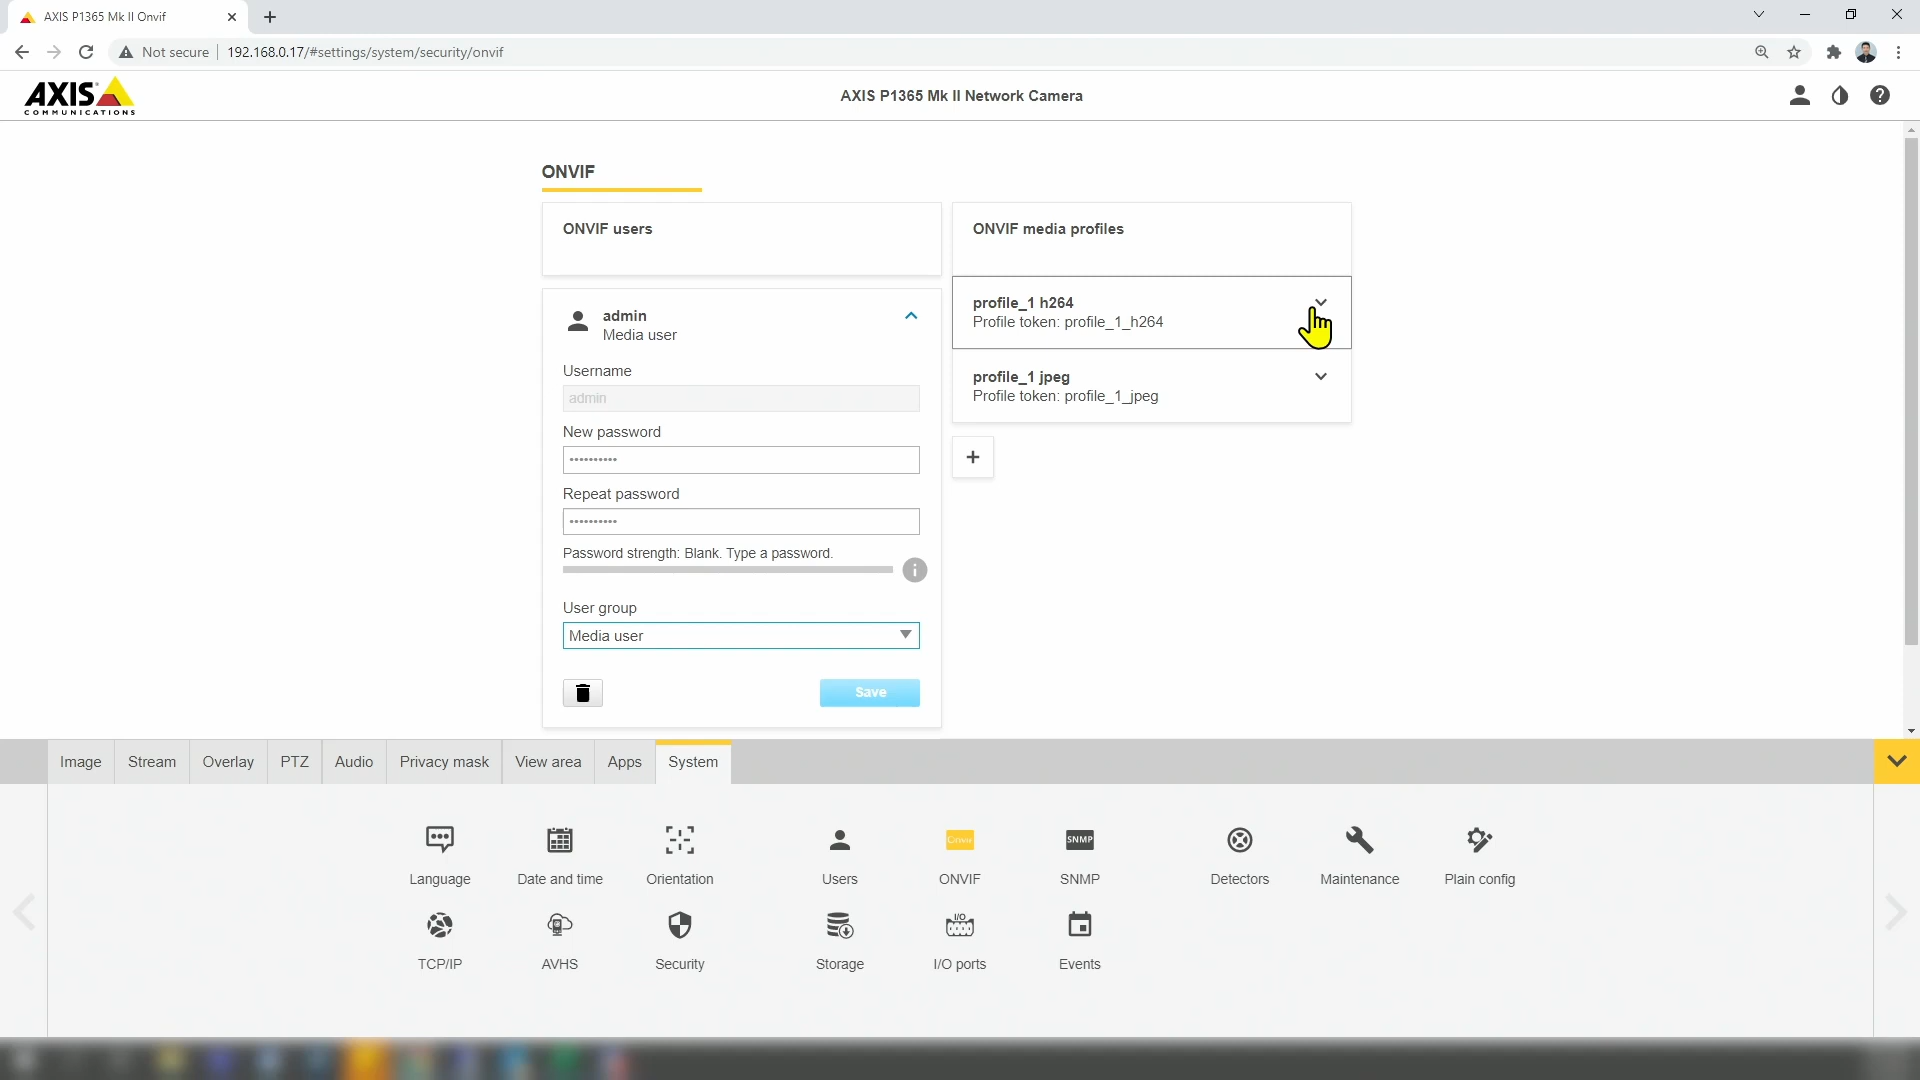 AXIS P1365 Mk II Onvif
Not secure
192.168.0.17/#settings/system/security/onvif
AXIS
COMMUNICATIONS
AXIS P1365 Mk II Network Camera
ONVIF
ONVIF users
admin
Media user
Username
admin
New password
••••••••••
Repeat password
••••••••••
Password strength: Blank. Type a password.
User group
Media user
Save
ONVIF media profiles
profile_1 h264
Profile token: profile_1_h264
profile_1 jpeg
Profile token: profile_1_jpeg
+
Image
Stream
Overlay
PTZ
Audio
Privacy mask
View area
Apps
System
Language
Date and time
Orientation
Users
Onvif
ONVIF
SNMP
SNMP
Detectors
Maintenance
Plain config
TCP/IP
AVHS
Security
Storage
I/O
I/O ports
Events